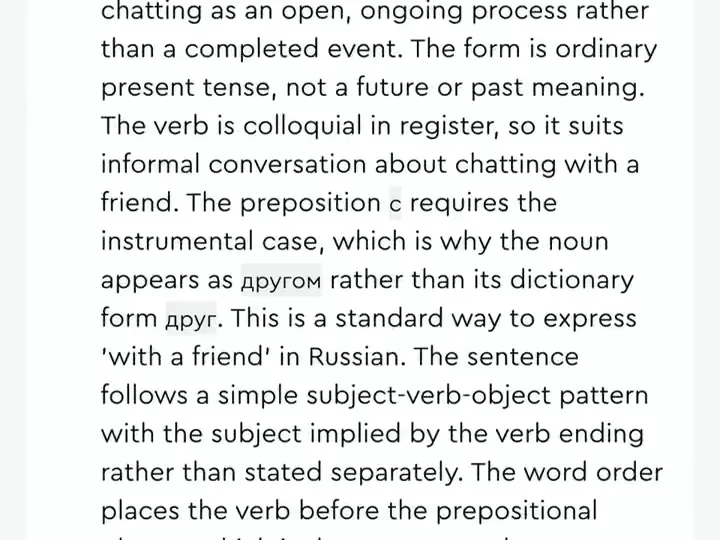 chatting as an open, ongoing process rather
than a completed event. The form is ordinary
present tense, not a future or past meaning.
The verb is colloquial in register, so it suits
informal conversation about chatting with a
friend. The preposition с requires the
instrumental case, which is why the noun
appears as другом rather than its dictionary
form друг. This is a standard way to express
'with a friend' in Russian. The sentence
follows a simple subject-verb-object pattern
with the subject implied by the verb ending
rather than stated separately. The word order
places the verb before the prepositional